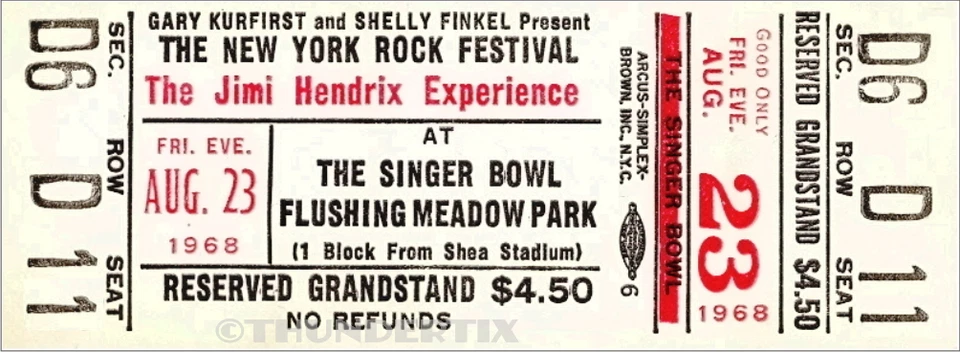 D6
SEC.
D
ROW
11
SEAT
GARY KURFIRST and SHELLY FINKEL Present
THE NEW YORK ROCK FESTIVAL
The Jimi Hendrix Experience
FRI. EVE.
AUG. 23
1968
AT
THE SINGER BOWL
FLUSHING MEADOW PARK
(1 Block From Shea Stadium)
RESERVED GRANDSTAND $4.50
NO REFUNDS
©THUNDERTIX
ARCUS-SIMPLEX-
BROWN, INC., N.Y.C.
6
THE SINGER BOWL
GOOD ONLY
FRI. EVE.
AUG.
23
1968
RESERVED GRANDSTAND $4.50
SEC.
D6
ROW
D
SEAT
11